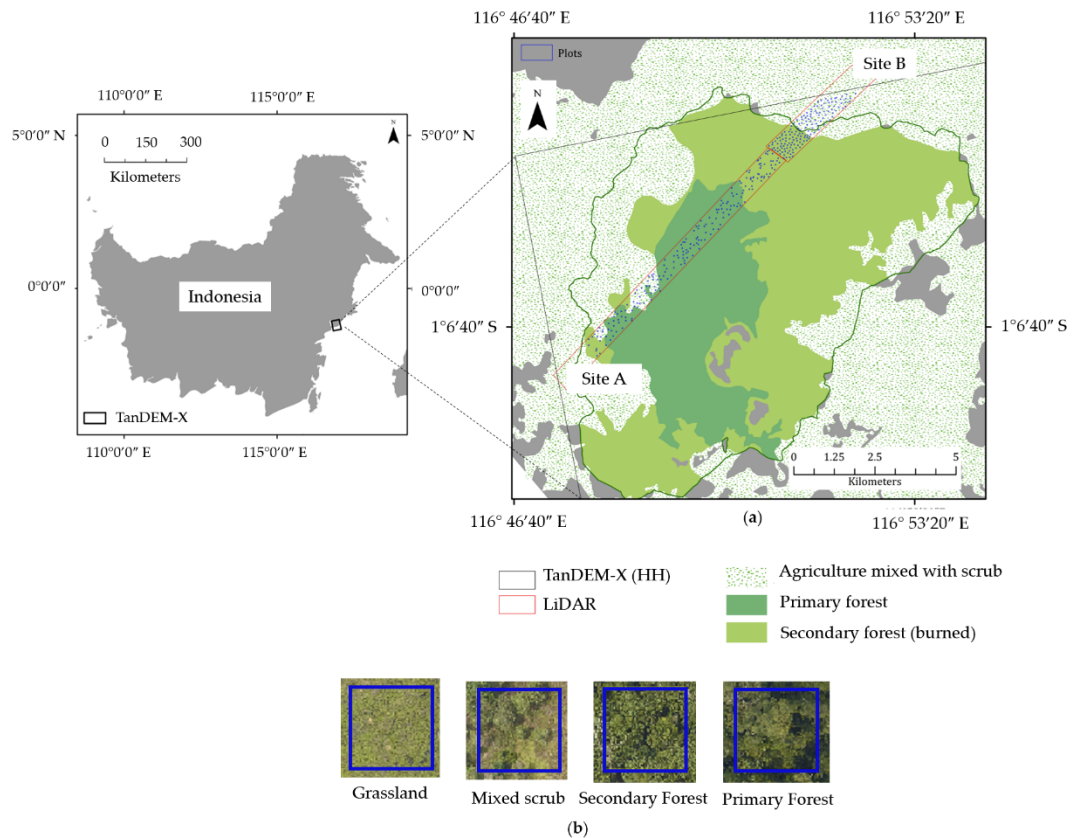 116° 46′40″ E
116° 53′20″ E
Plots
Site B
N
110°0′0″ E
115°0′0″ E
5°0′0″ N
N
5°0′0″ N
0 150 300
Kilometers
Indonesia
0°0′0″
0°0′0″
1°6′40″ S
1°6′40″ S
Site A
TanDEM-X
0 1.25 2.5 5
Kilometers
110°0′0″ E
115°0′0″ E
116° 46′40″ E
(a)
116° 53′20″ E
TanDEM-X (HH)
LiDAR
Agriculture mixed with scrub
Primary forest
Secondary forest (burned)
Grassland
Mixed scrub
Secondary Forest
Primary Forest
(b)